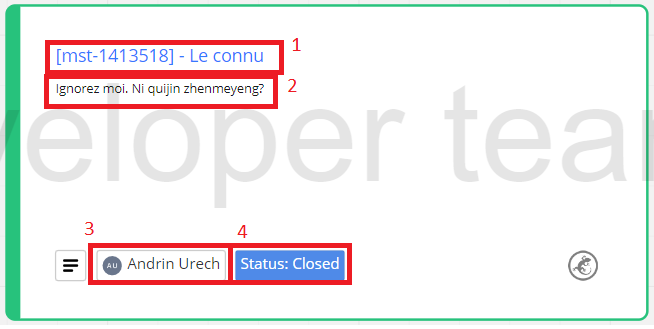 [mst-1413518] - Le connu
1
Ignorez moi. Ni quijin zhenmeyeng?
2
veloper team
3
4
AU Andrin Urech
Status: Closed